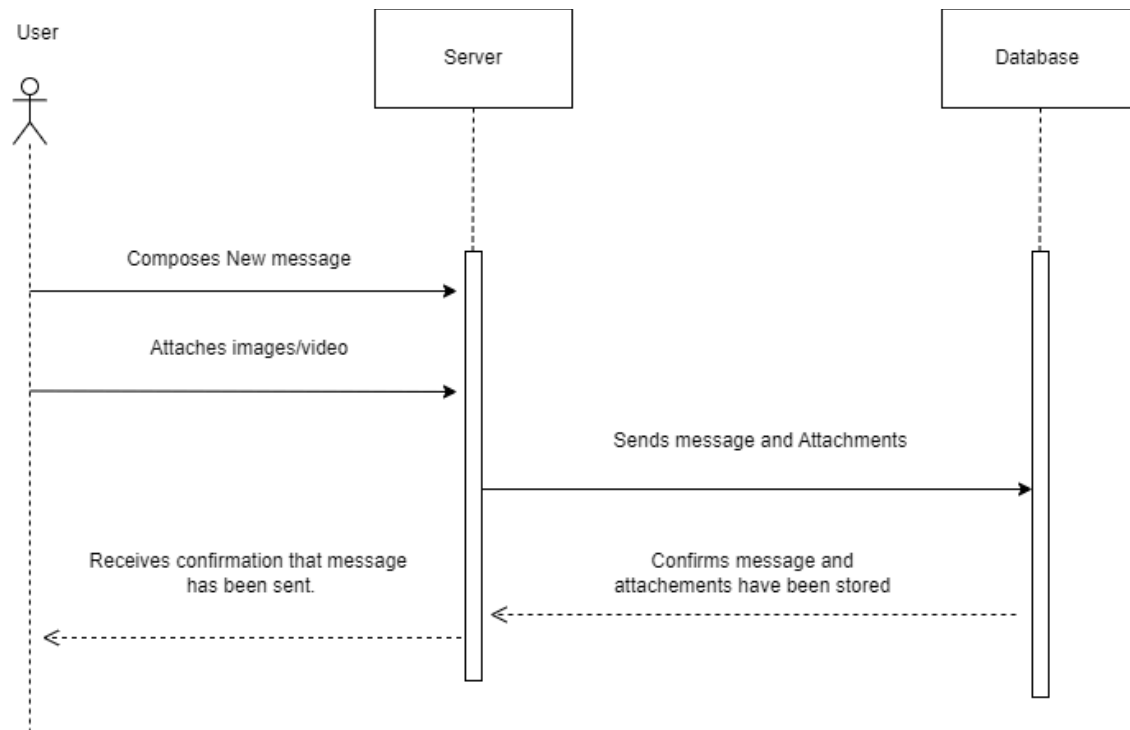 User
Server
Database
Composes New message
Attaches images/video
Sends message and Attachments
Receives confirmation that message
has been sent.
Confirms message and
attachements have been stored